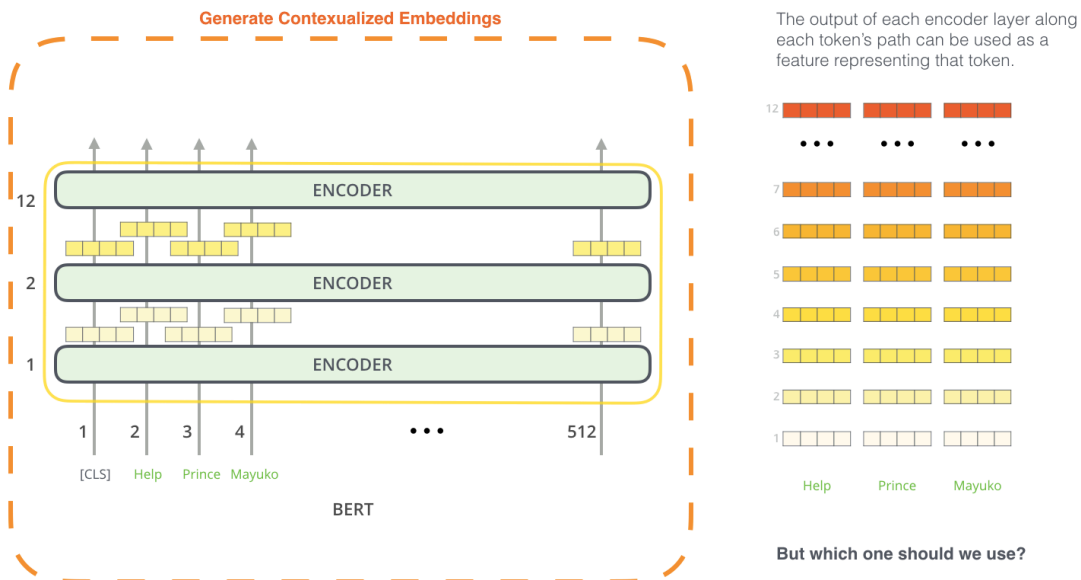 Generate Contexualized Embeddings
12 ENCODER
2 ENCODER
1 ENCODER
1 2 3 4 ••• 512
[CLS] Help Prince Mayuko
BERT
The output of each encoder layer along
each token's path can be used as a
feature representing that token.
12
•••  •••  •••
7
6
5
4
3
2
1
Help Prince Mayuko
But which one should we use?